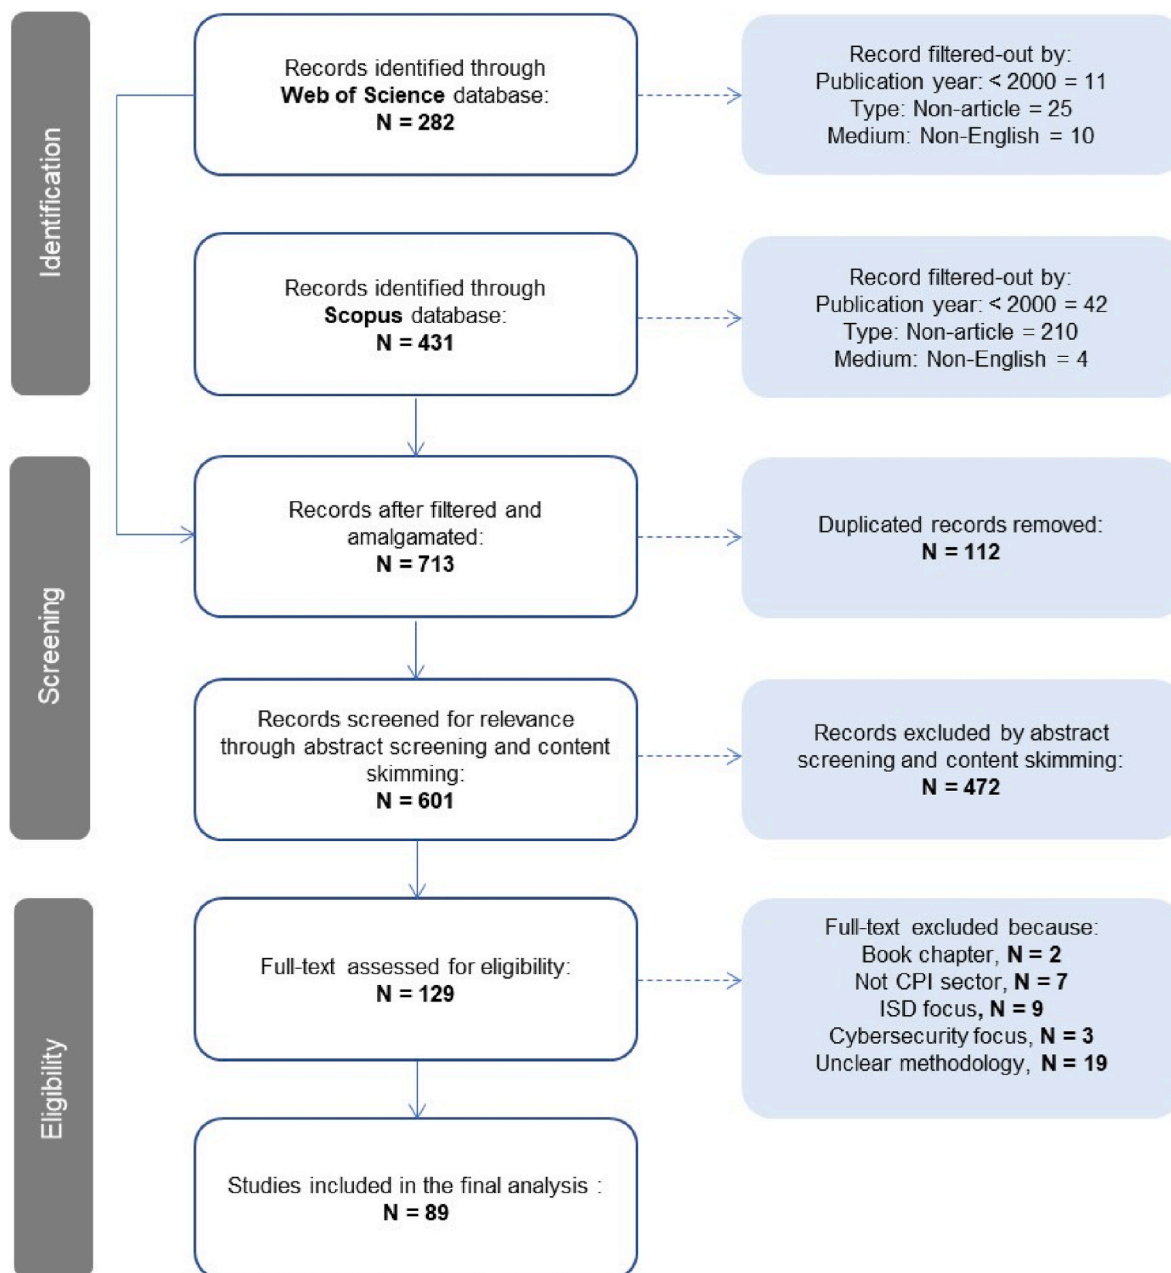 Identification
Records identified through
Web of Science database:
N = 282
Record filtered-out by:
Publication year: < 2000 = 11
Type: Non-article = 25
Medium: Non-English = 10
Records identified through
Scopus database:
N = 431
Record filtered-out by:
Publication year: < 2000 = 42
Type: Non-article = 210
Medium: Non-English = 4
Screening
Records after filtered and
amalgamated:
N = 713
Duplicated records removed:
N = 112
Records screened for relevance
through abstract screening and content
skimming:
N = 601
Records excluded by abstract
screening and content skimming:
N = 472
Eligibility
Full-text assessed for eligibility:
N = 129
Full-text excluded because:
Book chapter, N = 2
Not CPI sector, N = 7
ISD focus, N = 9
Cybersecurity focus, N = 3
Unclear methodology, N = 19
Studies included in the final analysis :
N = 89